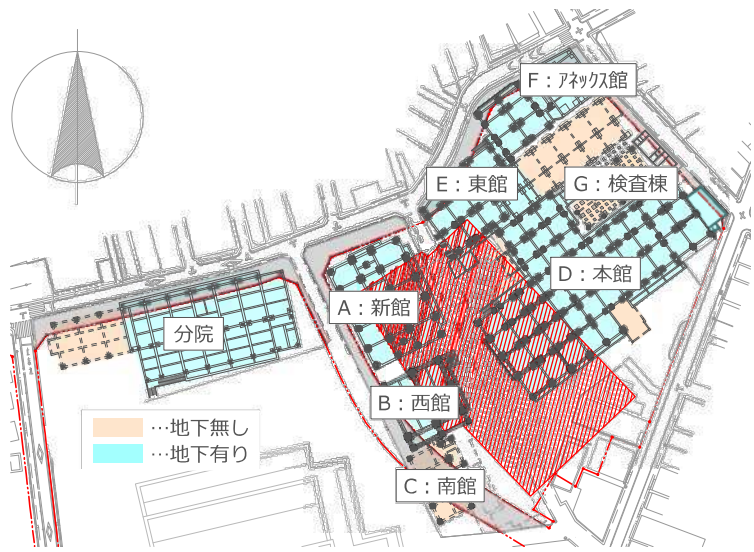 F：ｱﾈｯｸｽ館
E：東館
G：検査棟
D：本館
A：新館
分院
B：西館
…地下無し
…地下有り
C：南館